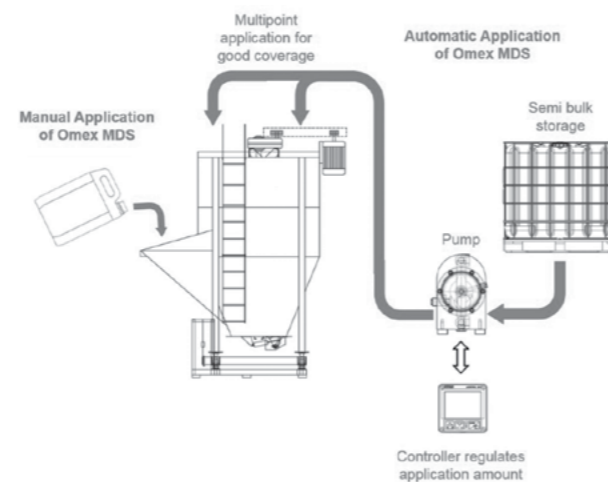 Multipoint
application for
good coverage
Automatic Application
of Omex MDS
Manual Application
of Omex MDS
Semi bulk
storage
Pump
Controller regulates
application amount